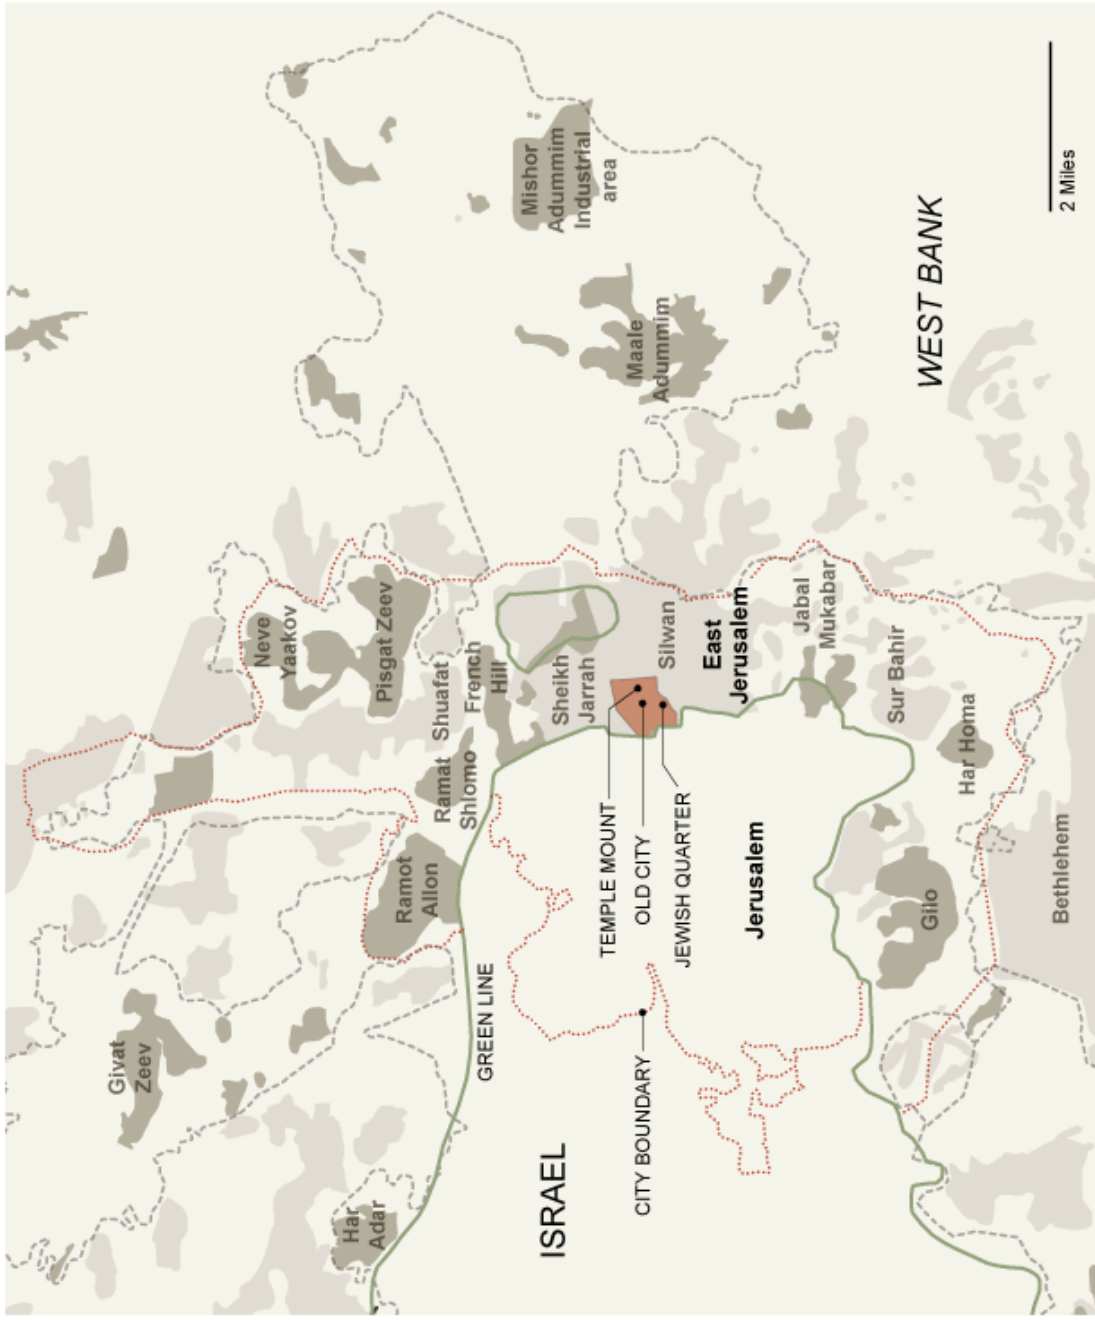 Givat
Zeev
Neve
Yaakov
Har
Adar
Pisgat Zeev
Ramot
Allon
Shuafat
Ramat
Shlomo
French
Hill
GREEN LINE
Mishor
Adummim
Industrial
area
ISRAEL
Sheikh
Jarrah
TEMPLE MOUNT
Maale
Adummim
OLD CITY
CITY BOUNDARY
Silwan
JEWISH QUARTER
East
Jerusalem
Jerusalem
Jabal
Mukabar
Sur Bahir
Gilo
WEST BANK
Har Homa
Bethlehem
2 Miles